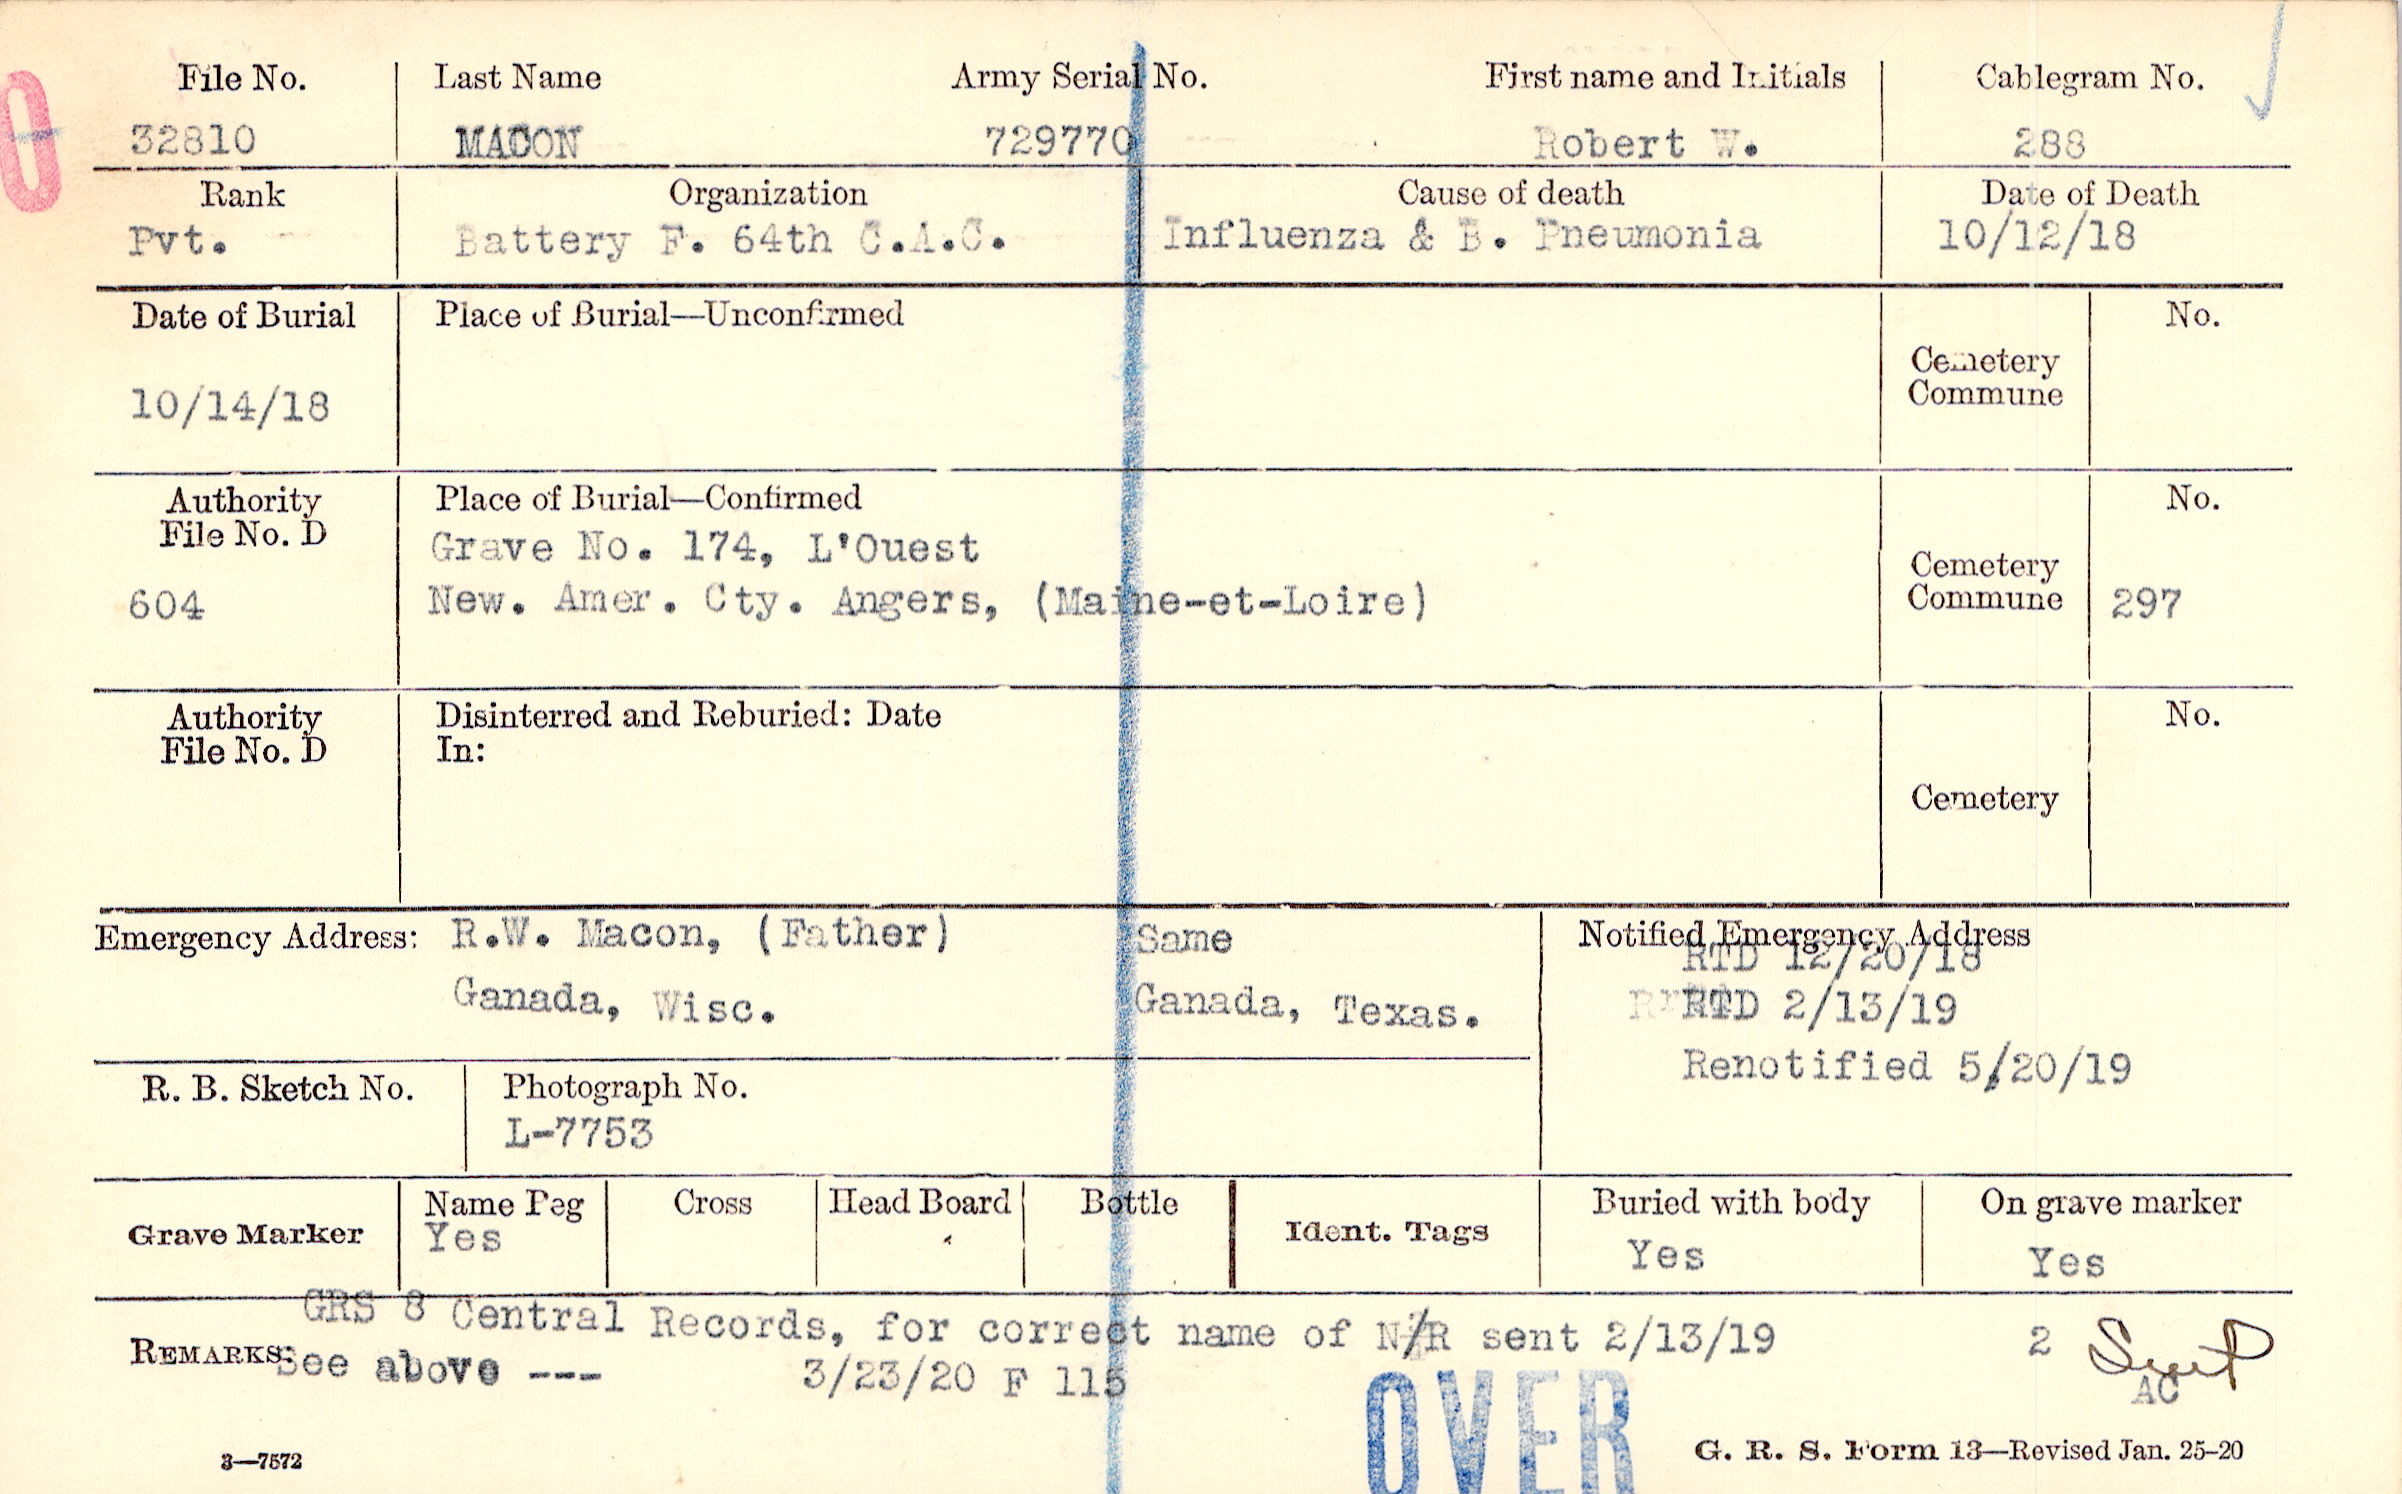 File No. Last Name Army Serial No. First name and Initials Cablegram No.
32810 MACON 729770 Robert W. 288
Rank Organization Cause of death Date of Death
Pvt. Battery F. 64th C.A.C. Influenza & B. Pneumonia 10/12/18
Date of Burial Place of Burial—Unconfirmed No.
Cemetery
Commune
10/14/18
Authority Place of Burial—Confirmed No.
File No. D
Grave No. 174, L'Ouest
Cemetery
604 New. Amer. Cty. Angers, (Maine-et-Loire) Commune 297
Authority Disinterred and Reburied: Date No.
File No. D In:
Cemetery
Emergency Address: R.W. Macon, (Father) Same Notified Emergency Address
RTD 12/20/18
Ganada, Wisc. Ganada, Texas. RTD 2/13/19
Renotified 5/20/19
R. B. Sketch No. Photograph No.
L-7753
Grave Marker Name Peg Cross Head Board Bottle Ident. Tags Buried with body On grave marker
Yes Yes Yes
GRS 8 Central Records, for correct name of N/R sent 2/13/19 2
REMARKS: See above --- 3/23/20 F 115
AC
OVER
3—7572 G. R. S. Form 13—Revised Jan. 25-20